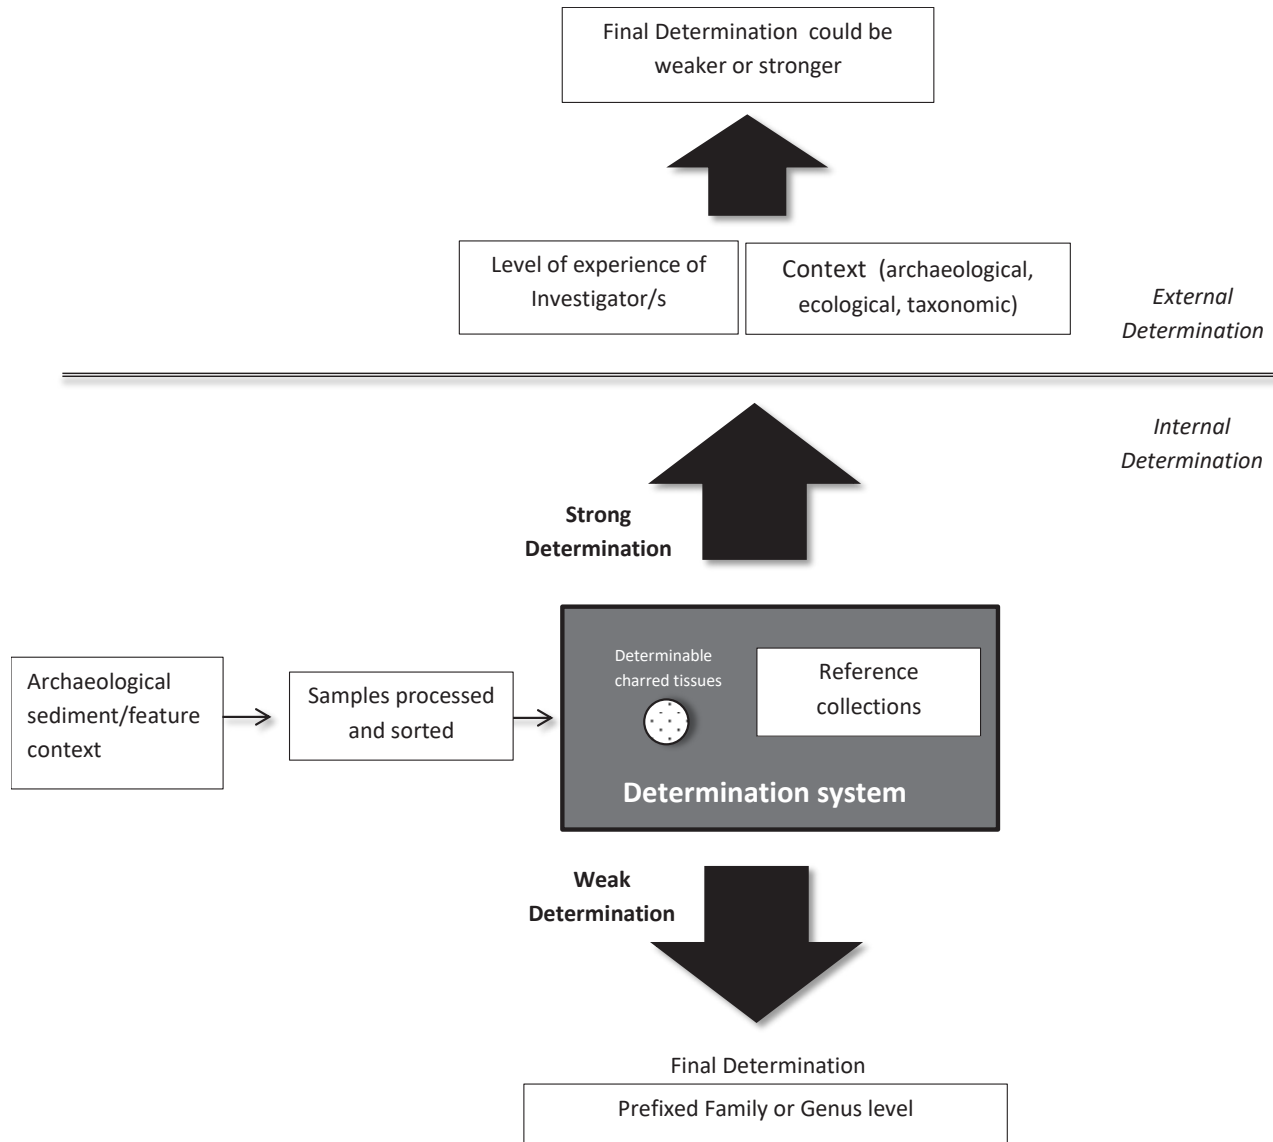 Final Determination could be
weaker or stronger
Level of experience of
Investigator/s
Context (archaeological,
ecological, taxonomic)
External
Determination
Internal
Determination
Strong
Determination
Archaeological
sediment/feature
context
Samples processed
and sorted
Determinable
charred tissues
Reference
collections
Determination system
Weak
Determination
Final Determination
Prefixed Family or Genus level